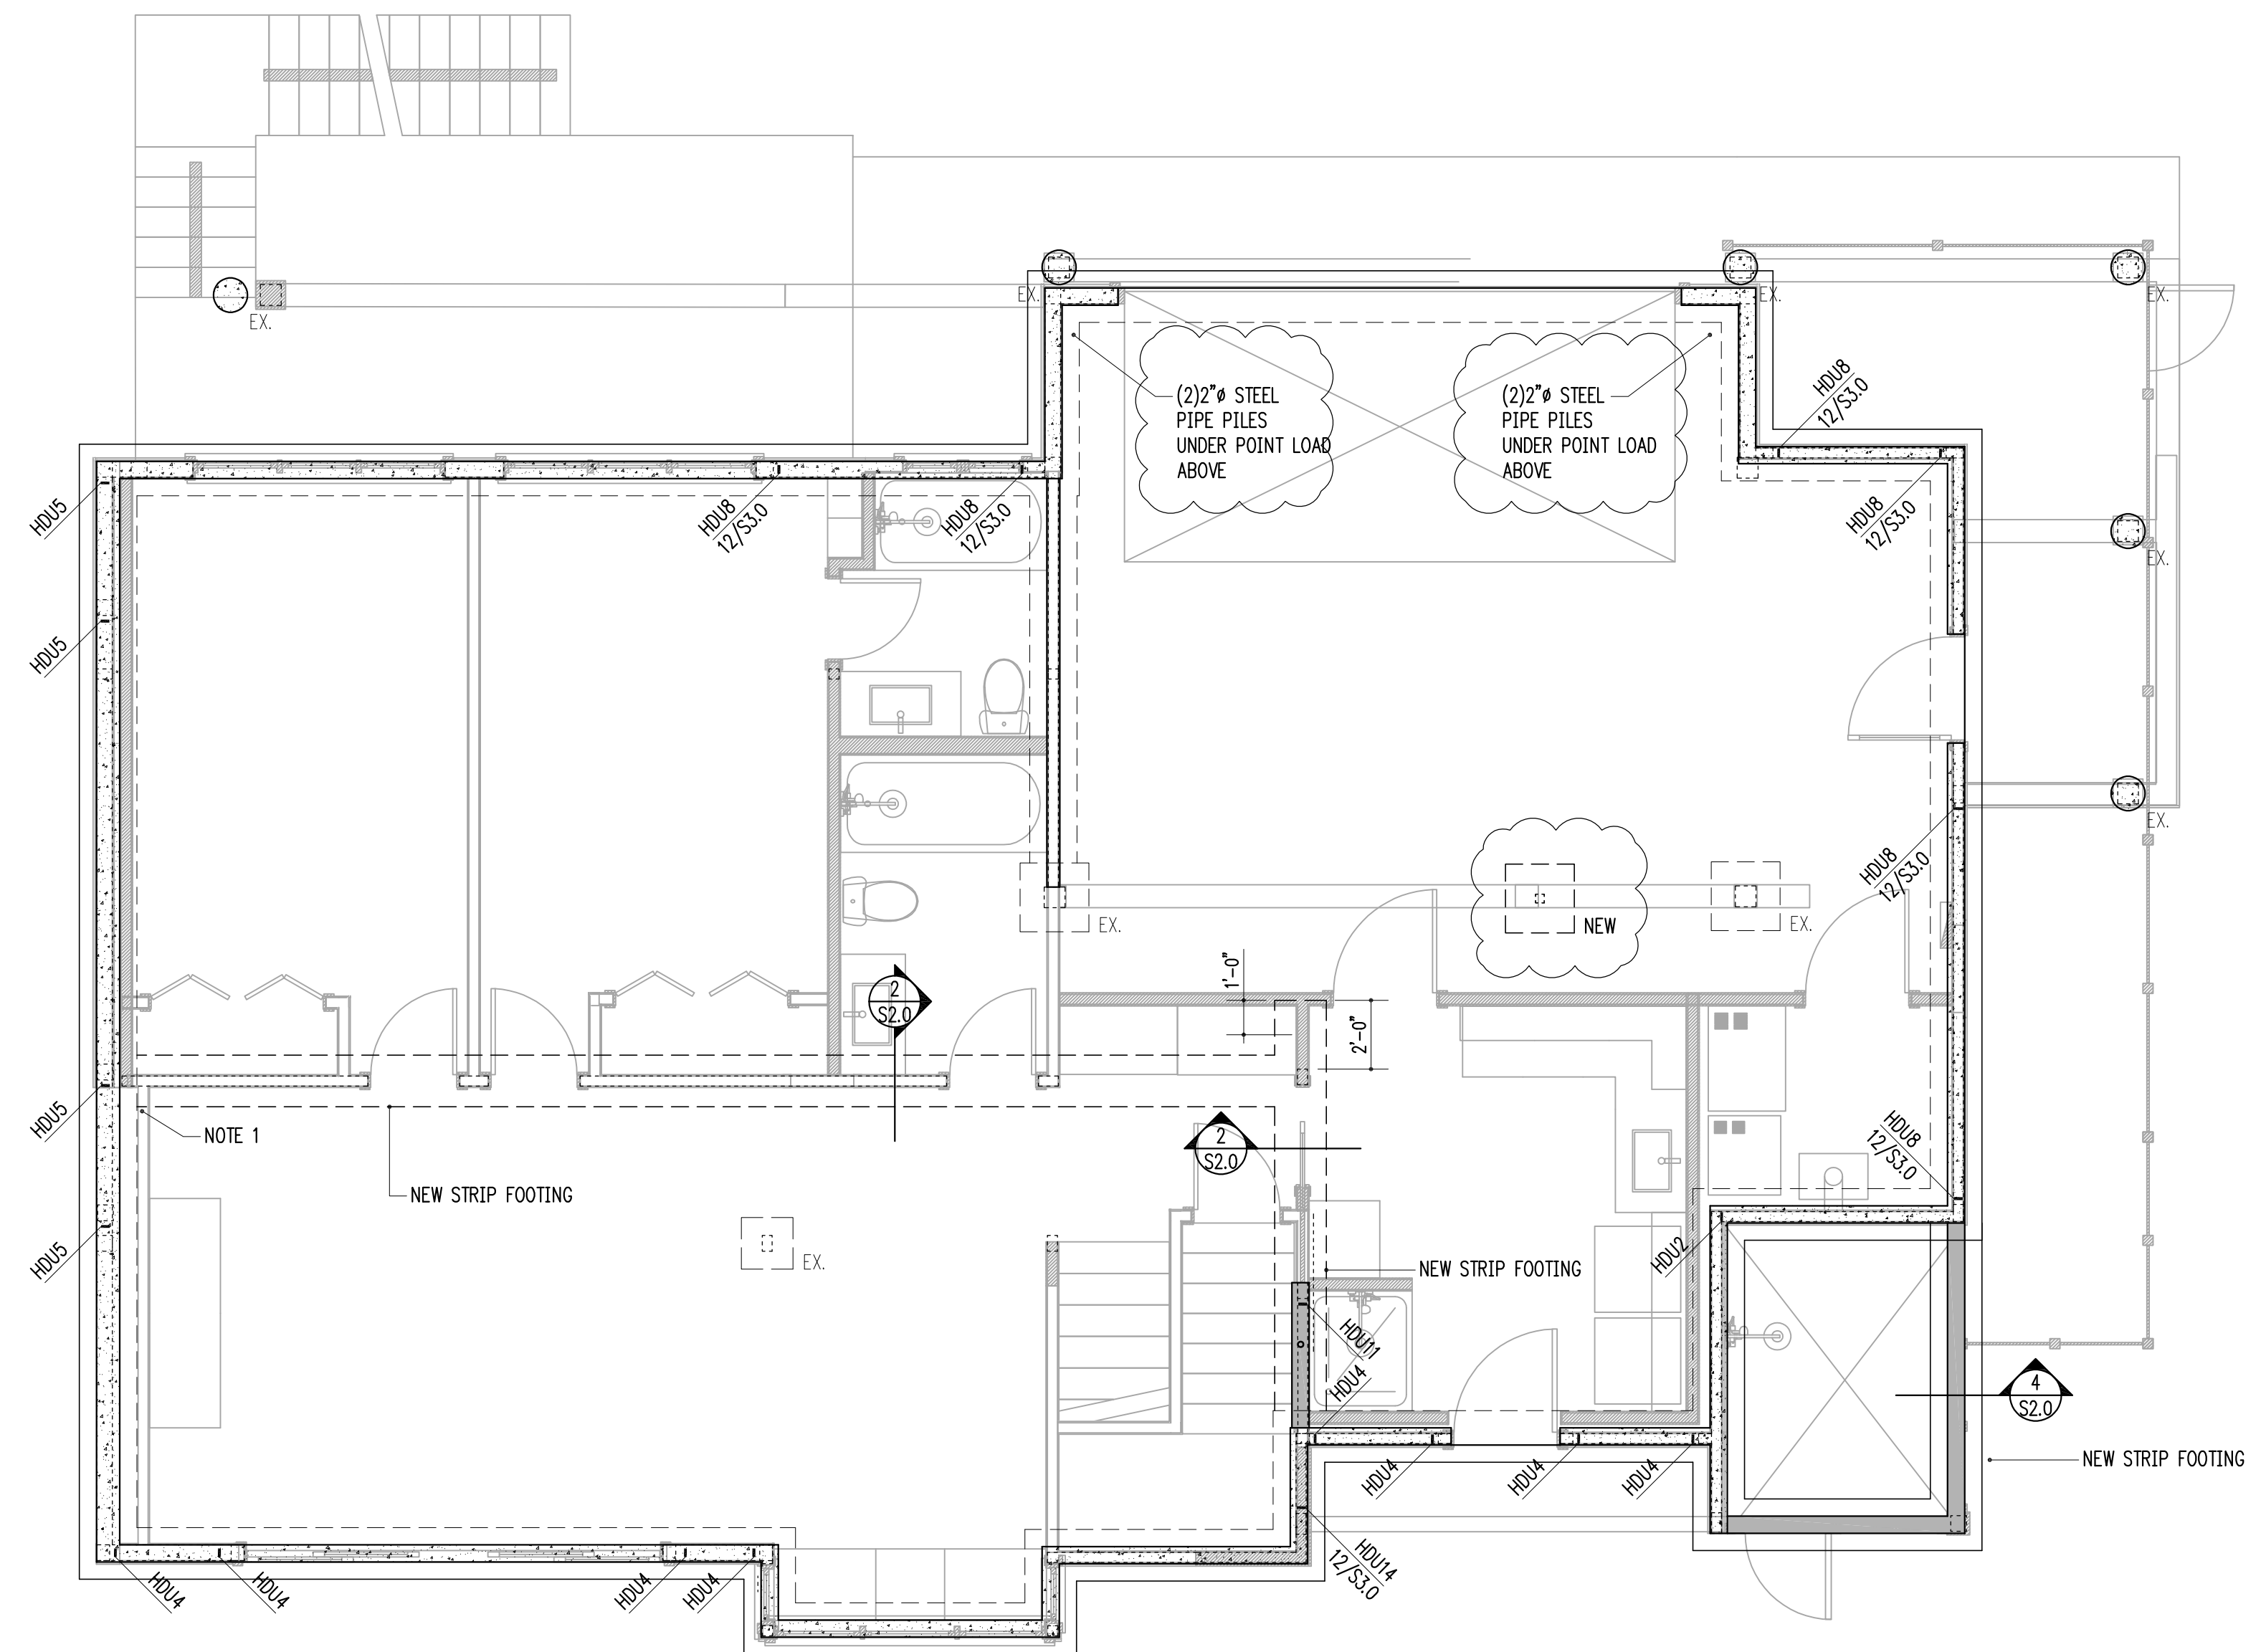 EX.
EX.
EX.
EX.
(2)2"ø STEEL
PIPE PILES
UNDER POINT LOAD
ABOVE
(2)2"ø STEEL
PIPE PILES
UNDER POINT LOAD
ABOVE
HDU8
12/S3.0
HDU5
HDU8
12/S3.0
HDU8
12/S3.0
HDU8
12/S3.0
EX.
HDU5
EX.
HDU8
12/S3.0
EX.
NEW
EX.
1'-0"
2'-0"
2
S2.0
HDU5
NOTE 1
2
S2.0
HDU8
12/S3.0
NEW STRIP FOOTING
HDU5
EX.
NEW STRIP FOOTING
HDU2
HDU11
HDU4
4
S2.0
HDU4
HDU4
HDU4
NEW STRIP FOOTING
HDU4
HDU4
HDU4
HDU4
HDU14
12/S3.0